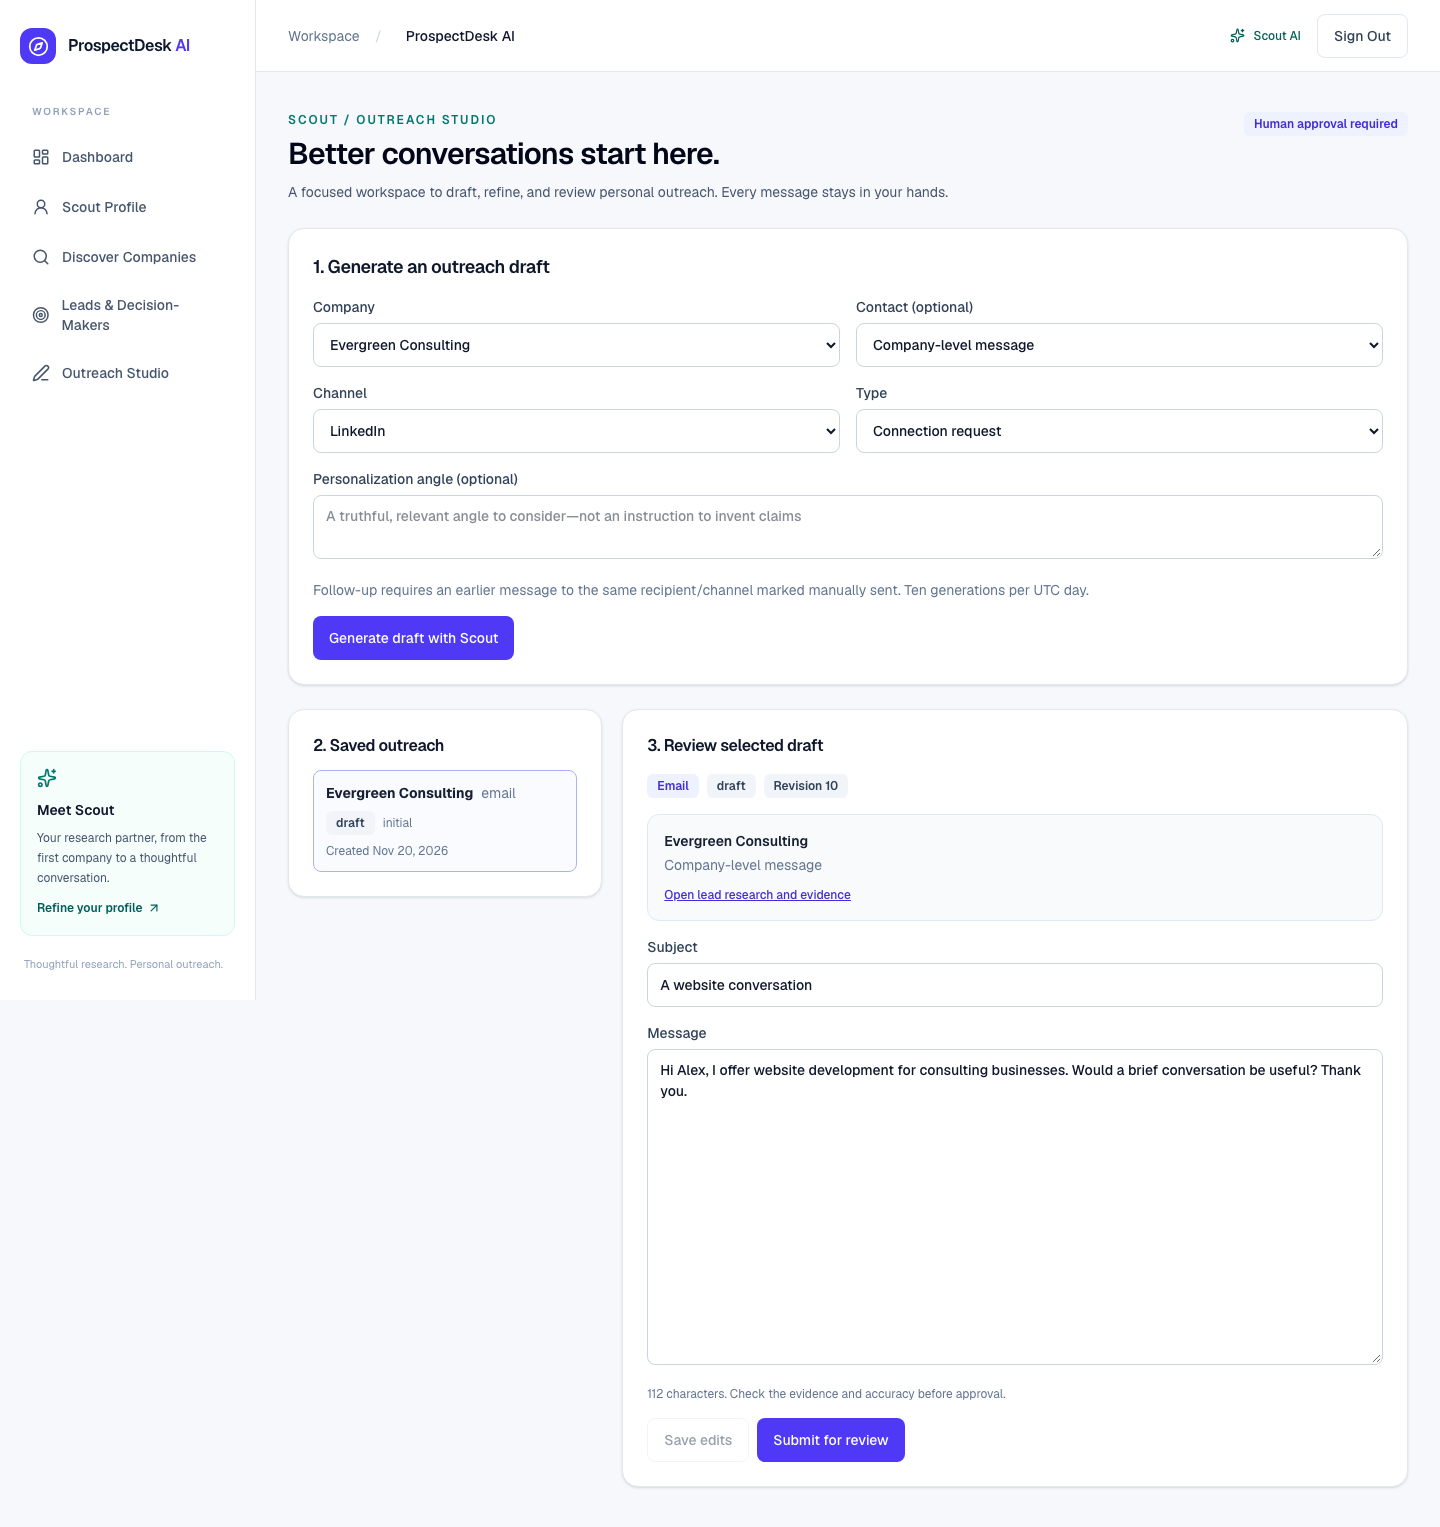 ProspectDesk AI
WORKSPACE
Dashboard
Scout Profile
Discover Companies
Leads & Decision-
Makers
Outreach Studio
Meet Scout
Your research partner, from the
first company to a thoughtful
conversation.
Refine your profile
Thoughtful research. Personal outreach.
Workspace / ProspectDesk AI
Scout AI
Sign Out
SCOUT / OUTREACH STUDIO
Human approval required
Better conversations start here.
A focused workspace to draft, refine, and review personal outreach. Every message stays in your hands.
1. Generate an outreach draft
Company
Evergreen Consulting
Contact (optional)
Company-level message
Channel
LinkedIn
Type
Connection request
Personalization angle (optional)
A truthful, relevant angle to consider—not an instruction to invent claims
Follow-up requires an earlier message to the same recipient/channel marked manually sent. Ten generations per UTC day.
Generate draft with Scout
2. Saved outreach
Evergreen Consulting email
draft initial
Created Nov 20, 2026
3. Review selected draft
Email draft Revision 10
Evergreen Consulting
Company-level message
Open lead research and evidence
Subject
A website conversation
Message
Hi Alex, I offer website development for consulting businesses. Would a brief conversation be useful? Thank
you.
112 characters. Check the evidence and accuracy before approval.
Save edits
Submit for review